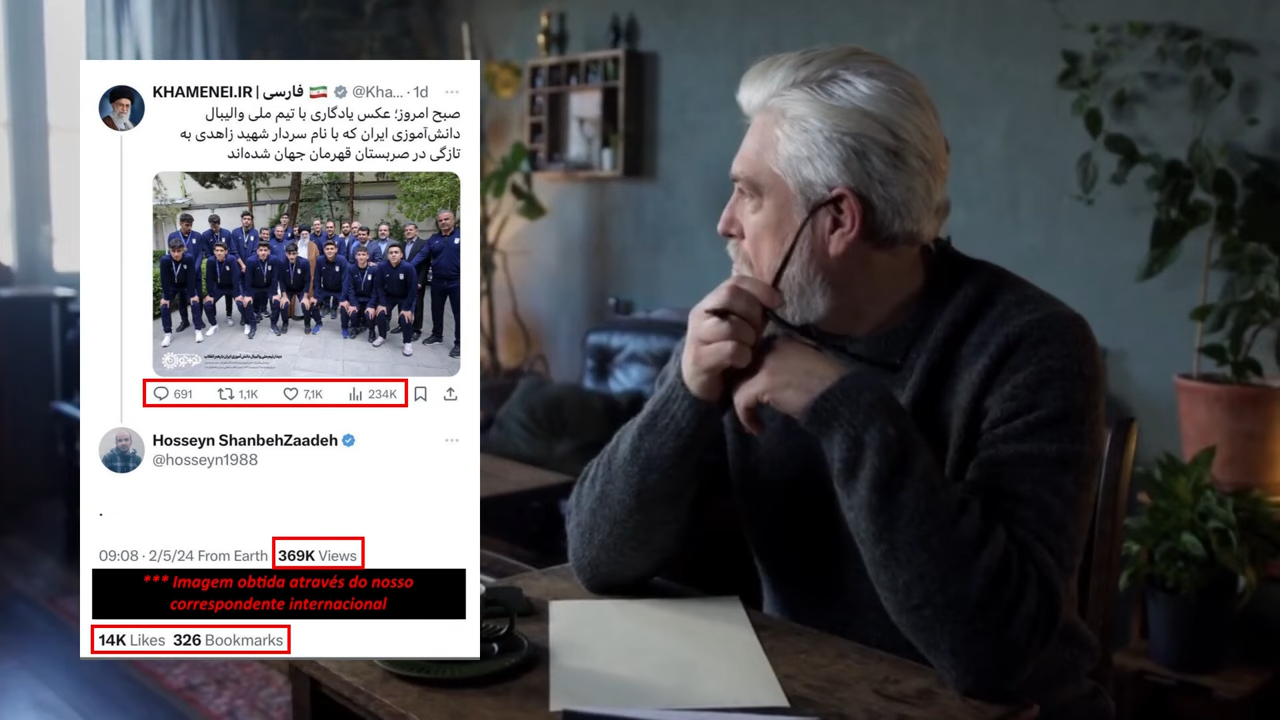 KHAMENEI.IR | فارسی 🇮🇷 @Kha... · 1d
صبح امروز؛ عکس یادگاری با تیم ملی والیبال
دانش‌آموزی ایران که با نام سردار شهید زاهدی به
تازگی در صربستان قهرمان جهان شده‌اند
691 1,1K 7,1K 234K
Hosseyn ShanbehZaadeh
@hosseyn1988
.
09:08 · 2/5/24 From Earth 369K Views
*** Imagem obtida através do nosso
correspondente internacional
14K Likes 326 Bookmarks